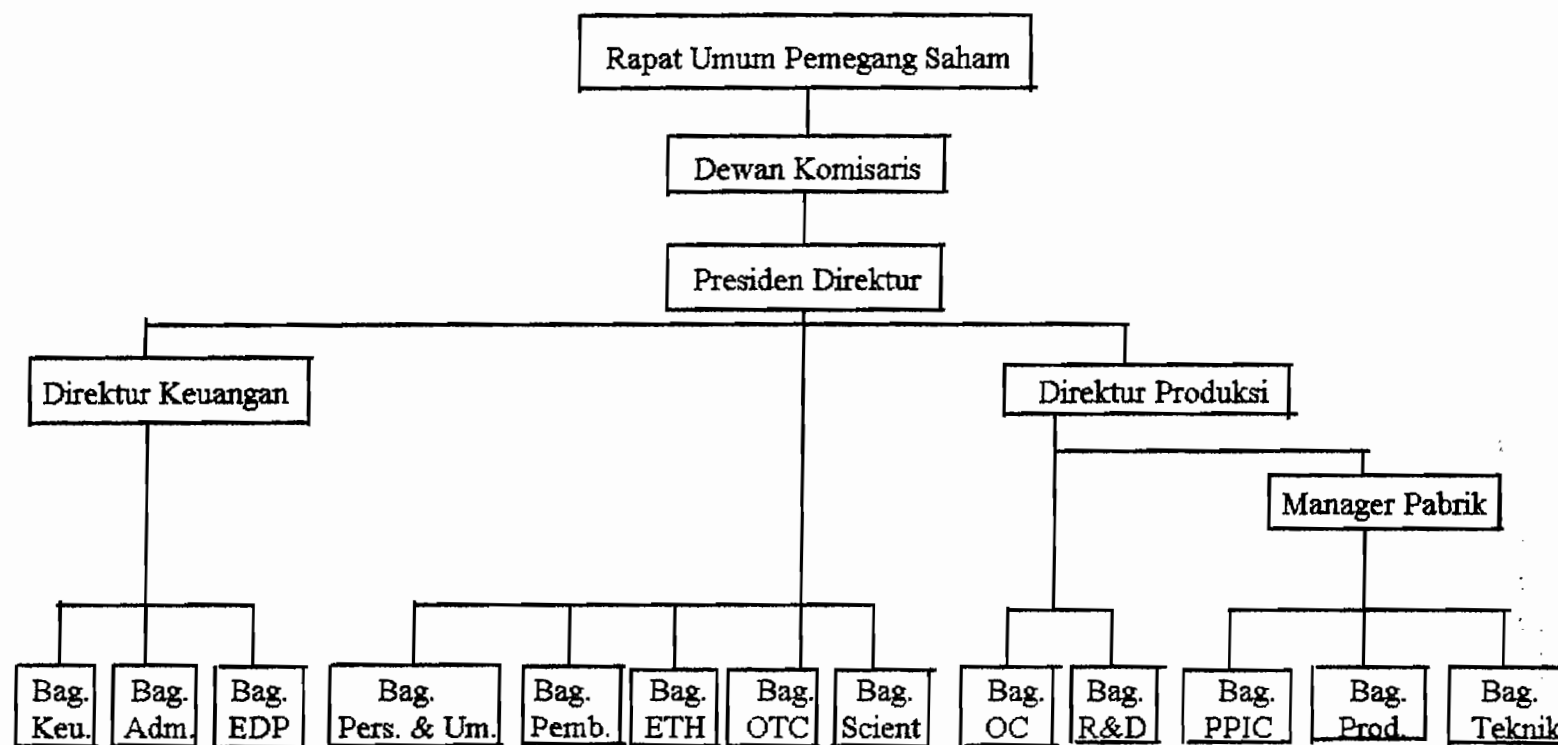 Rapat Umum Pemegang Saham
Dewan Komisaris
Presiden Direktur
Direktur Keuangan
Direktur Produksi
Manager Pabrik
Bag.
Keu.
Bag.
Adm.
Bag.
EDP
Bag.
Pers. & Um.
Bag.
Pemb.
Bag.
ETH
Bag.
OTC
Bag.
Scient
Bag.
OC
Bag.
R&D
Bag.
PPIC
Bag.
Prod.
Bag.
Teknik